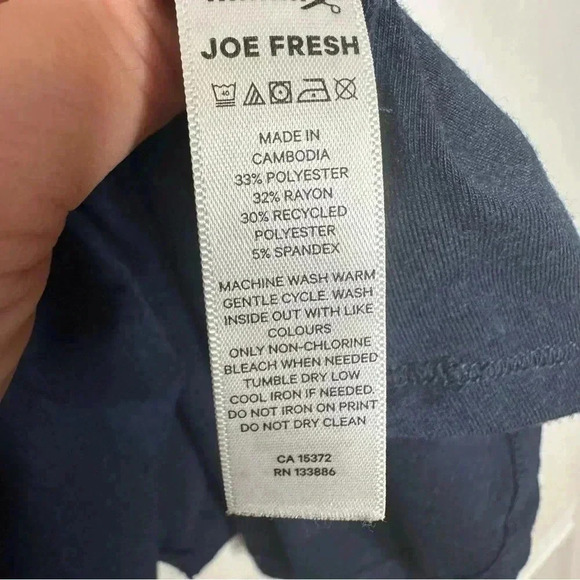 JOE FRESH
40
MADE IN
CAMBODIA
33% POLYESTER
32% RAYON
30% RECYCLED
POLYESTER
5% SPANDEX
MACHINE WASH WARM
GENTLE CYCLE. WASH
INSIDE OUT WITH LIKE
COLOURS
ONLY NON-CHLORINE
BLEACH WHEN NEEDED
TUMBLE DRY LOW
COOL IRON IF NEEDED.
DO NOT IRON ON PRINT
DO NOT DRY CLEAN
CA 15372
RN 133886